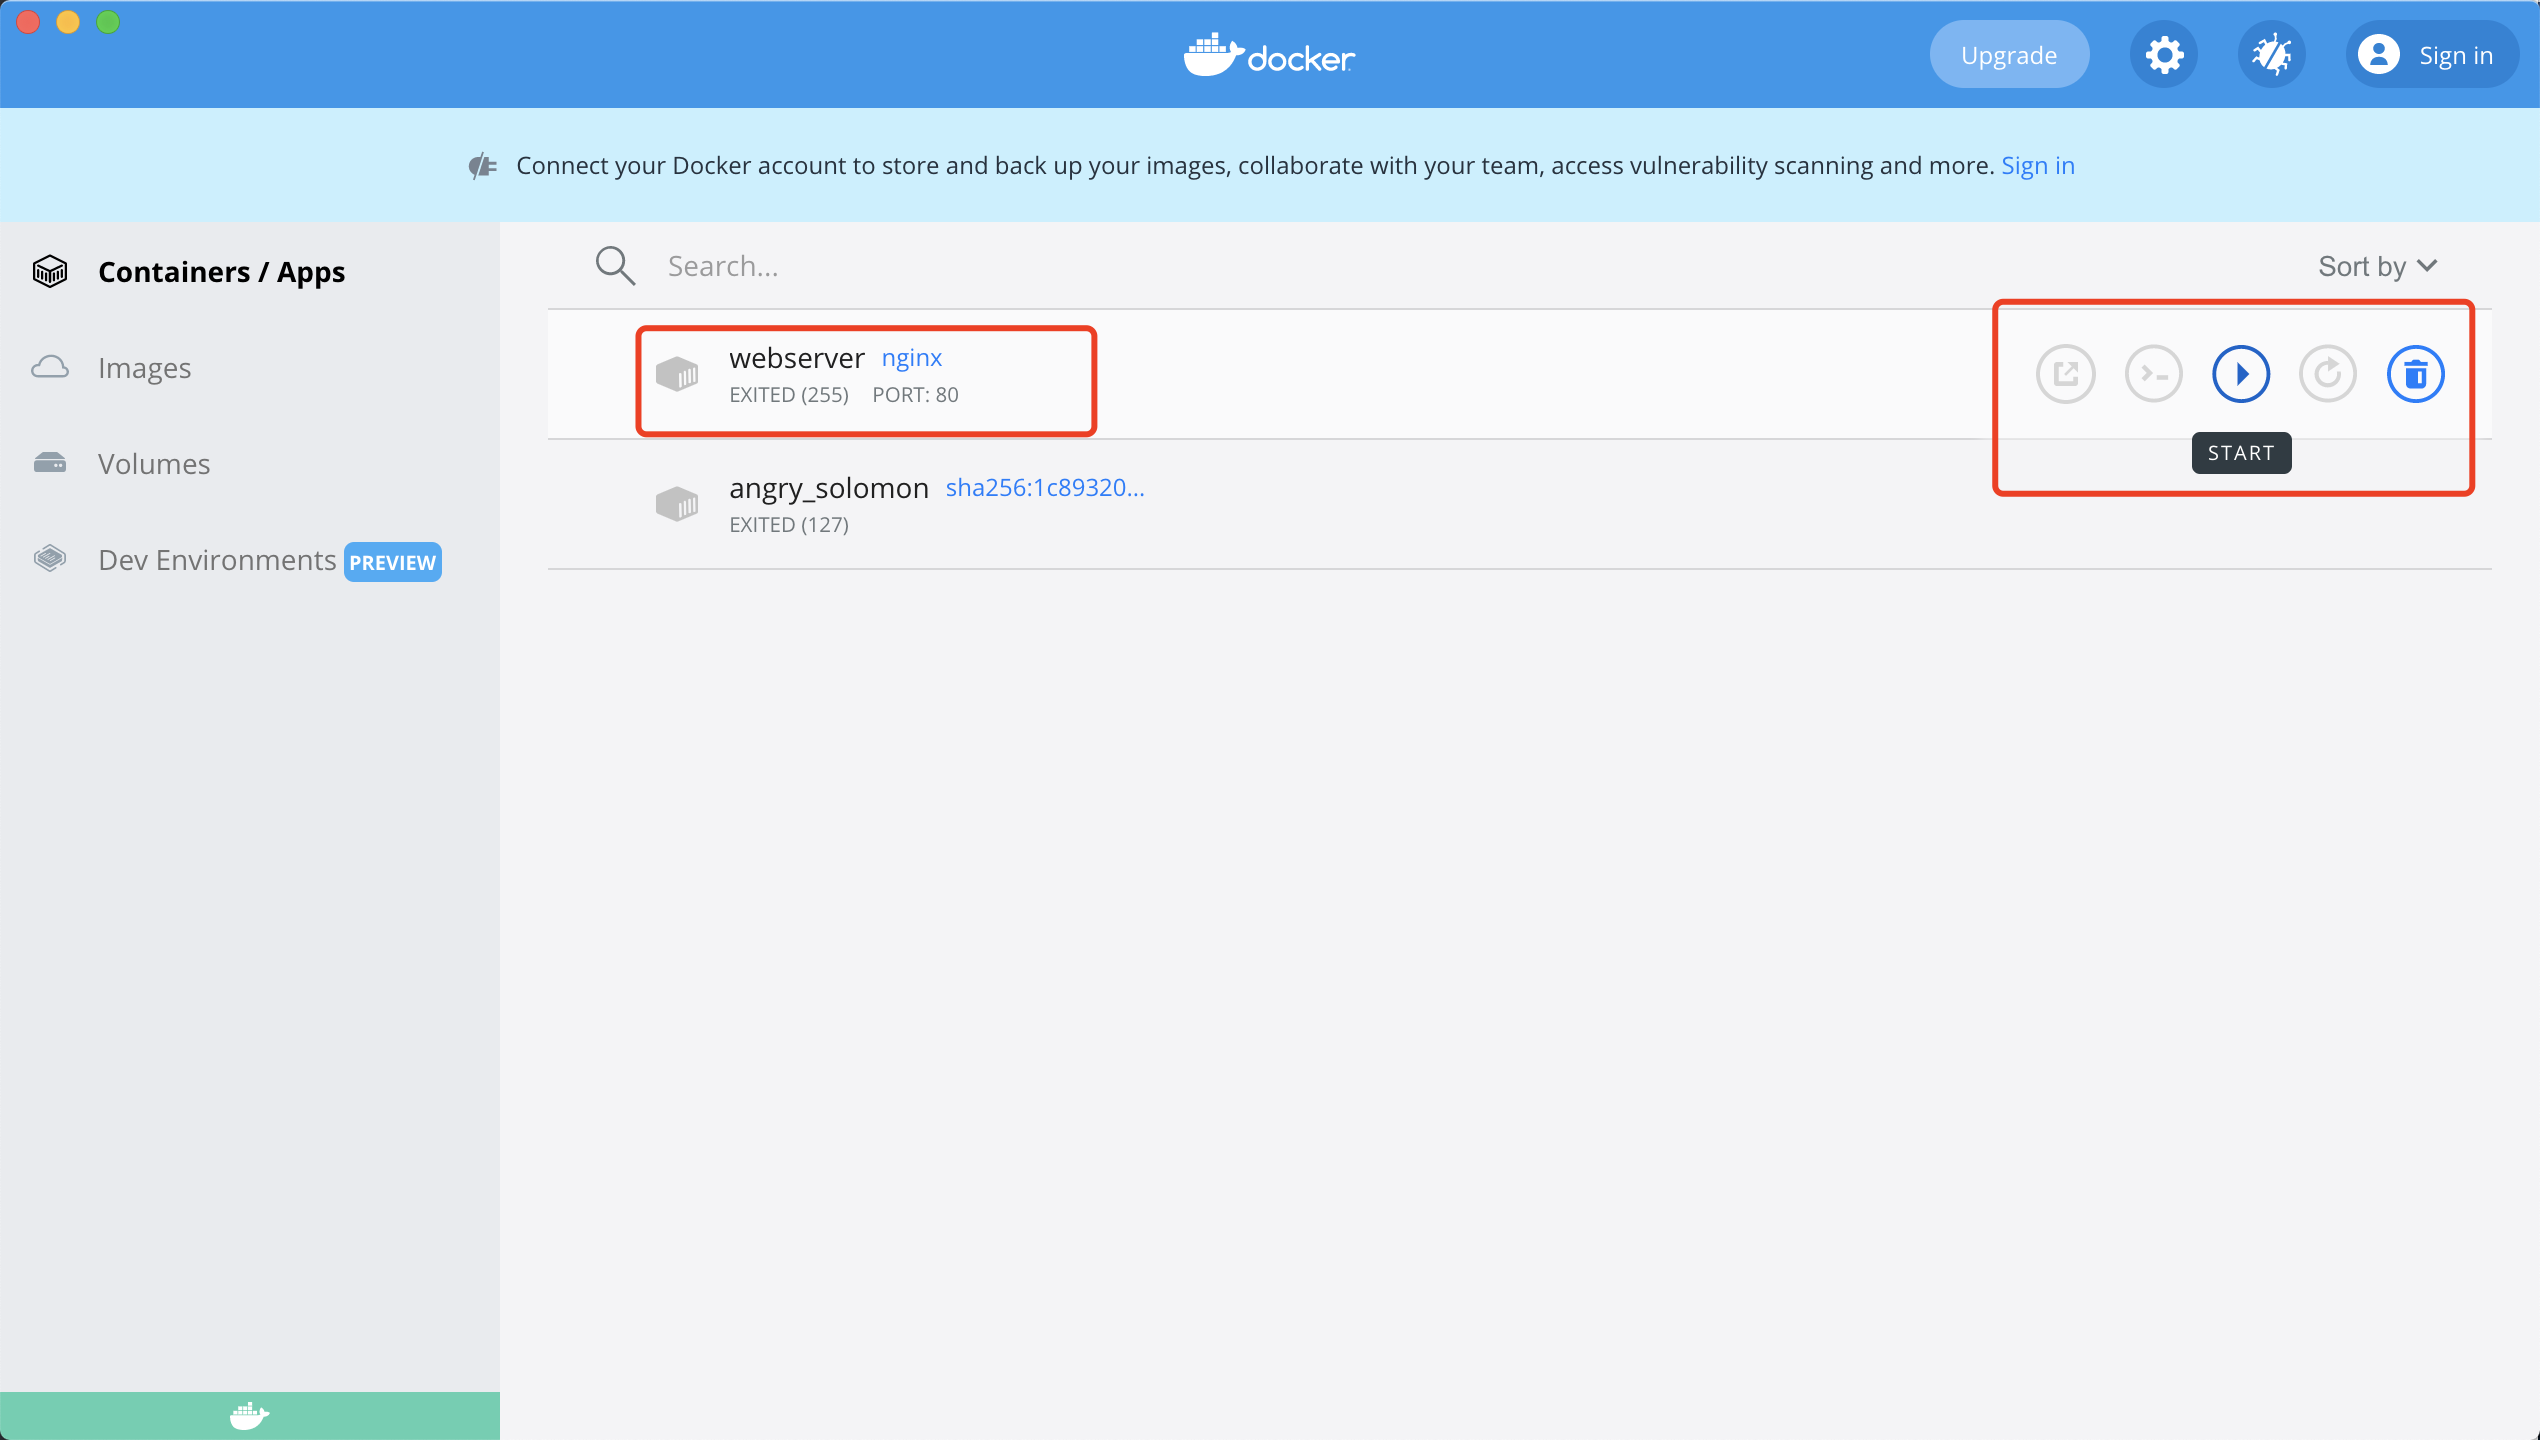 docker
Upgrade
Sign in
Connect your Docker account to store and back up your images, collaborate with your team, access vulnerability scanning and more. Sign in
Containers / Apps
Images
Volumes
Dev Environments PREVIEW
Search...
Sort by
webserver nginx
EXITED (255) PORT: 80
START
angry_solomon sha256:1c89320...
EXITED (127)